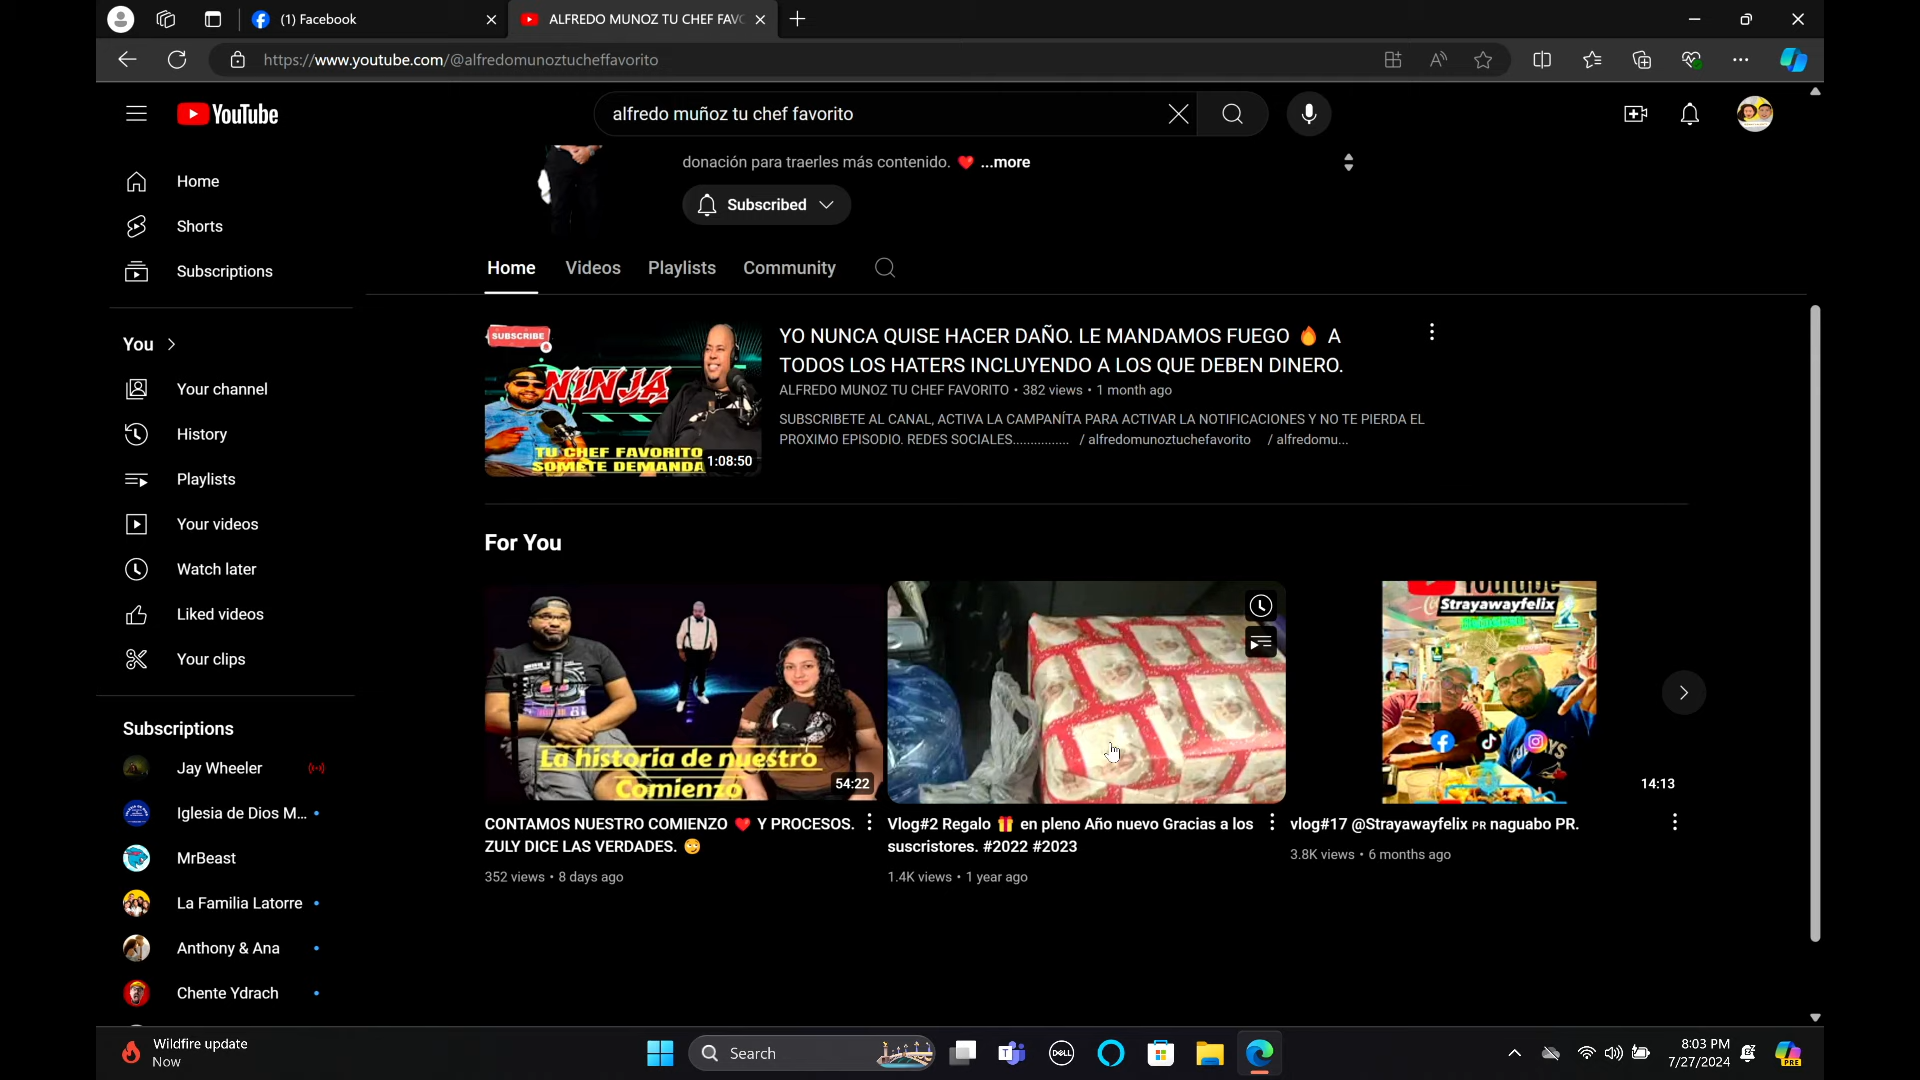 (1) Facebook
ALFREDO MUNOZ TU CHEF FAVO
https://www.youtube.com/@alfredomunoztucheffavorito
YouTube
alfredo muñoz tu chef favorito
Home
Shorts
Subscriptions
You
Your channel
History
Playlists
Your videos
Watch later
Liked videos
Your clips
Subscriptions
Jay Wheeler
Iglesia de Dios M...
MrBeast
La Familia Latorre
Anthony & Ana
Chente Ydrach
donación para traerles más contenido. ❤️ ...more
Subscribed
Home Videos Playlists Community
SUBSCRIBE
NINJA
TU CHEF FAVORITO
SOMETE DEMANDA
1:08:50
YO NUNCA QUISE HACER DAÑO. LE MANDAMOS FUEGO 🔥 A
TODOS LOS HATERS INCLUYENDO A LOS QUE DEBEN DINERO.
ALFREDO MUNOZ TU CHEF FAVORITO • 382 views • 1 month ago
SUBSCRIBETE AL CANAL, ACTIVA LA CAMPANÍTA PARA ACTIVAR LA NOTIFICACIONES Y NO TE PIERDA EL
PROXIMO EPISODIO. REDES SOCIALES............... / alfredomunoztuchefavorito / alfredomu...
For You
La historia de nuestro
Comienzo
54:22
CONTAMOS NUESTRO COMIENZO ❤️ Y PROCESOS.
ZULY DICE LAS VERDADES. 🙄
352 views • 8 days ago
Vlog#2 Regalo 🎁 en pleno Año nuevo Gracias a los
suscristores. #2022 #2023
1.4K views • 1 year ago
YouTube
Strayawayfelix
14:13
vlog#17 @Strayawayfelix 🇵🇷 naguabo PR.
3.8K views • 6 months ago
Wildfire update
Now
Search
DELL
8:03 PM
7/27/2024
PRE